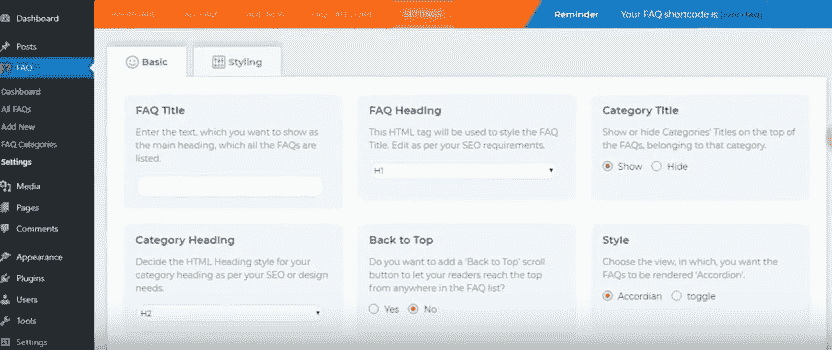 Dashboard
Posts
FAQ
Dashboard
All FAQs
Add New
FAQ Categories
Settings
Media
Pages
Comments
Appearance
Plugins
Users
Tools
Settings
Reminder
Your FAQ shortcode is
Basic
Styling
FAQ Title
Enter the text, which you want to show as
the main heading, which all the FAQs are
listed.
FAQ Heading
This HTML tag will be used to style the FAQ
Title. Edit as per your SEO requirements.
H1
Category Title
Show or hide Categories' Titles on the top of
the FAQs, belonging to that category.
Show Hide
Category Heading
Decide the HTML Heading style for your
category heading as per your SEO or design
needs.
H2
Back to Top
Do you want to add a 'Back to Top' scroll
button to let your readers reach the top
from anywhere in the FAQ list?
Yes No
Style
Choose the view, in which, you want the
FAQs to be rendered 'Accordion'.
Accordian toggle